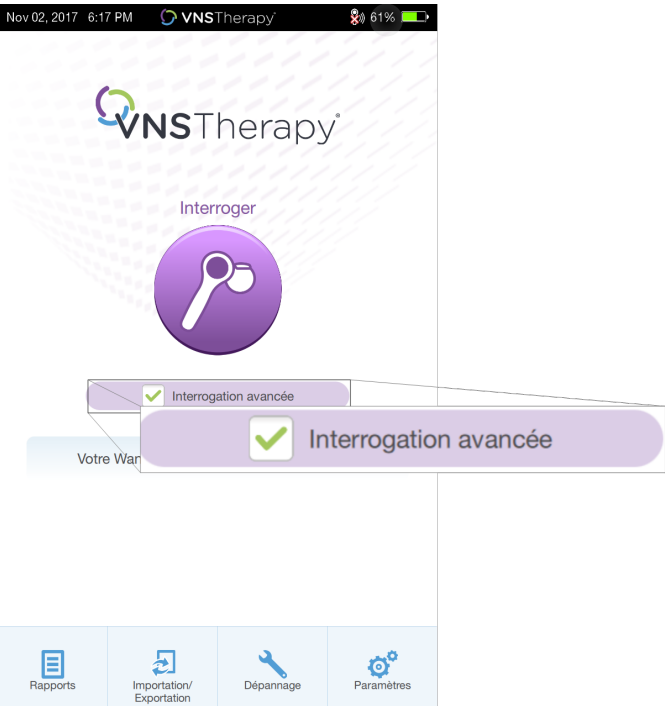 Nov 02, 2017 6:17 PM VNSTherapy 61%
VNSTherapy®
Interroger
Interrogation avancée
Interrogation avancée
Votre
Rapports
Importation/
Exportation
Dépannage
Paramètres